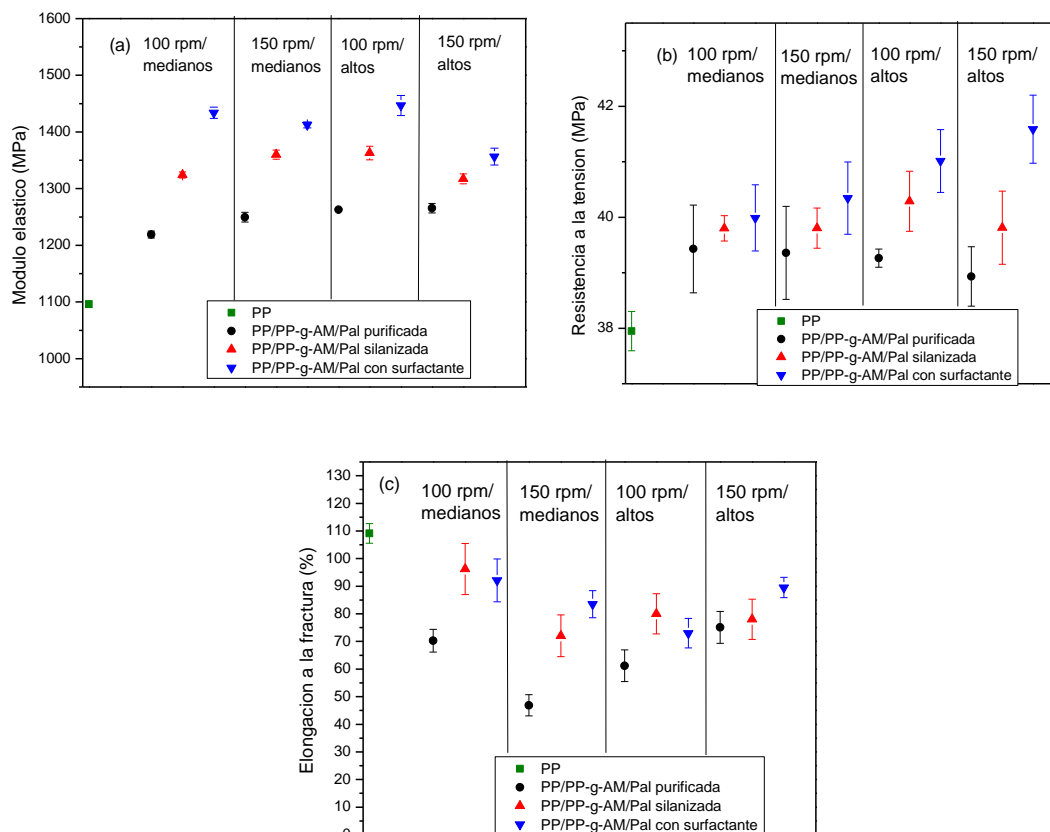 1600
1500
1400
1300
1200
1100
1000
Modulo elastico (MPa)
(a)
100 rpm/
medianos
150 rpm/
medianos
100 rpm/
altos
150 rpm/
altos
PP
PP/PP-g-AM/Pal purificada
PP/PP-g-AM/Pal silanizada
PP/PP-g-AM/Pal con surfactante
42
40
38
Resistencia a la tension (MPa)
(b)
100 rpm/
medianos
150 rpm/
medianos
100 rpm/
altos
150 rpm/
altos
PP
PP/PP-g-AM/Pal purificada
PP/PP-g-AM/Pal silanizada
PP/PP-g-AM/Pal con surfactante
130
120
110
100
90
80
70
60
50
40
30
20
10
0
Elongacion a la fractura (%)
(c)
100 rpm/
medianos
150 rpm/
medianos
100 rpm/
altos
150 rpm/
altos
PP
PP/PP-g-AM/Pal purificada
PP/PP-g-AM/Pal silanizada
PP/PP-g-AM/Pal con surfactante